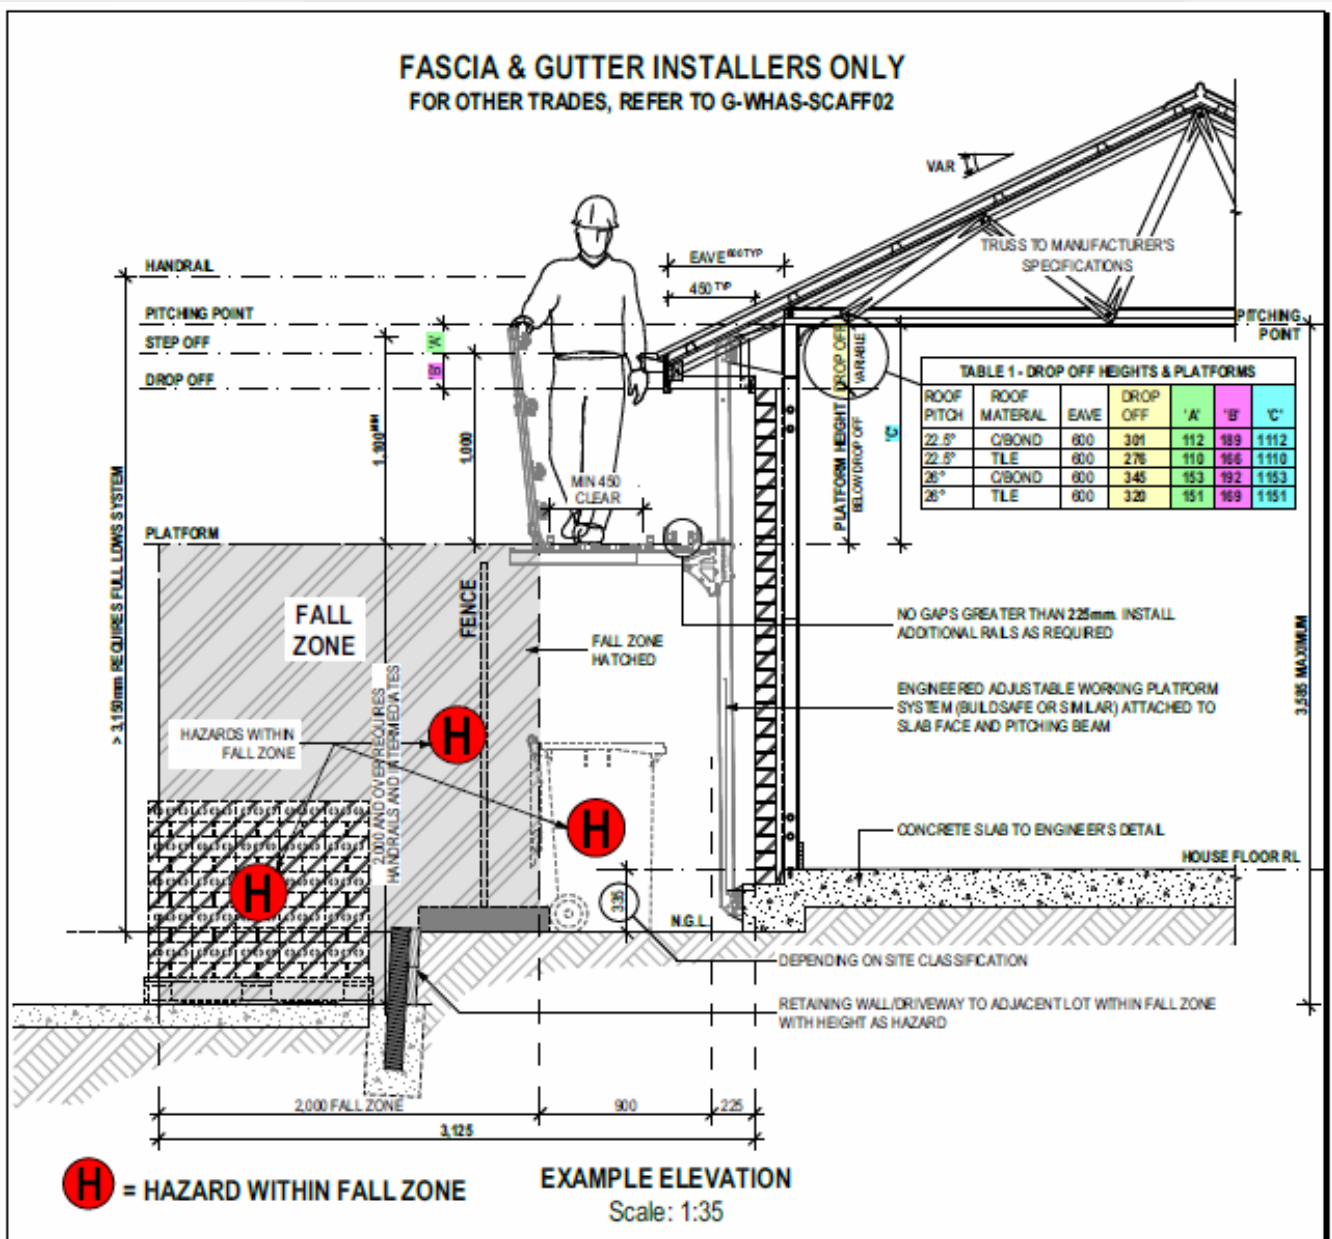 FASCIA & GUTTER INSTALLERS ONLY
FOR OTHER TRADES, REFER TO G-WHAS-SCAFF02
VAR
TRUSS TO MANUFACTURER'S
SPECIFICATIONS
EAVE 600 TYP
450 TYP
HANDRAIL
PITCHING POINT
STEP OFF
DROP OFF
'A'
'B'
1,100 MIN
1,000
MIN 450
CLEAR
PLATFORM
PITCHING
POINT
DROP OFF
VARIABLE
PLATFORM HEIGHT
BELOW DROP OFF
'C'
TABLE 1 - DROP OFF HEIGHTS & PLATFORMS
ROOF PITCH ROOF MATERIAL EAVE DROP OFF 'A' 'B' 'C'
22.5° C/BOND 600 301 112 189 1112
22.5° TILE 600 276 110 166 1110
26° C/BOND 600 345 153 192 1153
26° TILE 600 320 151 169 1151
> 3,150mm REQUIRES FULL LDWS SYSTEM
FALL
ZONE
FENCE
FALL ZONE
HATCHED
NO GAPS GREATER THAN 225mm. INSTALL
ADDITIONAL RAILS AS REQUIRED
ENGINEERED ADJUSTABLE WORKING PLATFORM
SYSTEM (BUILDSAFE OR SIMILAR) ATTACHED TO
SLAB FACE AND PITCHING BEAM
3,585 MAXIMUM
HAZARDS WITHIN
FALL ZONE
2,000 AND OVER REQUIRES
HANDRAILS AND INTERMEDIATES
H
H
H
CONCRETE SLAB TO ENGINEER'S DETAIL
HOUSE FLOOR RL
335
N.G.L.
DEPENDING ON SITE CLASSIFICATION
RETAINING WALL/DRIVEWAY TO ADJACENT LOT WITHIN FALL ZONE
WITH HEIGHT AS HAZARD
2,000 FALL ZONE
900
225
3,125
H = HAZARD WITHIN FALL ZONE
EXAMPLE ELEVATION
Scale: 1:35